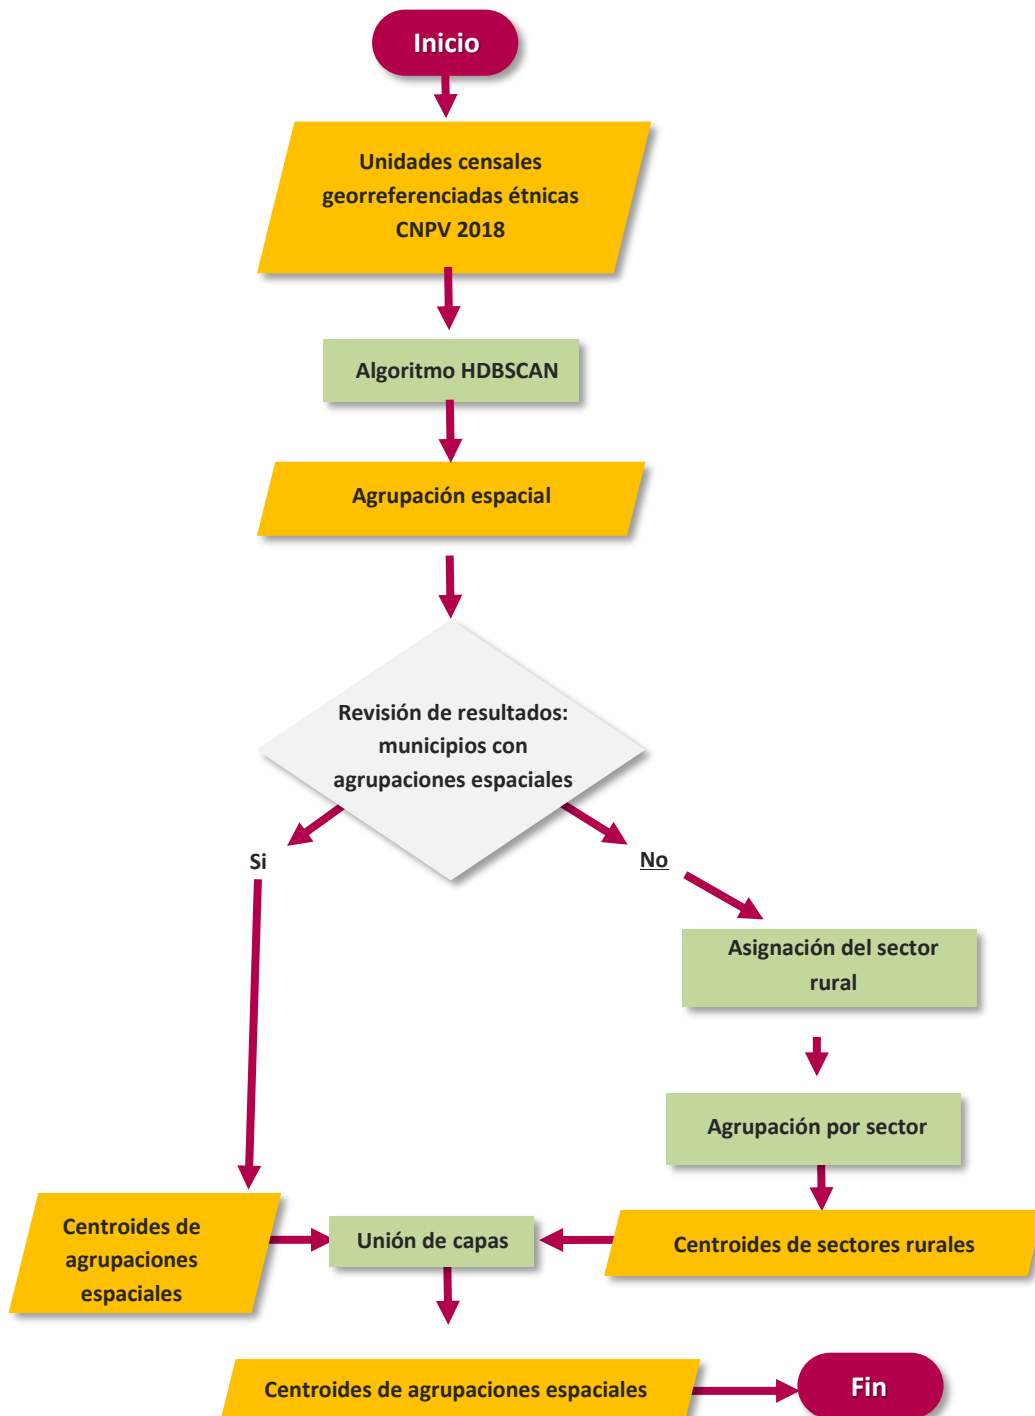 Inicio
Unidades censales
georreferenciadas étnicas
CNPV 2018
Algoritmo HDBSCAN
Agrupación espacial
Revisión de resultados:
municipios con
agrupaciones espaciales
Si
No
Asignación del sector
rural
Agrupación por sector
Centroides de
agrupaciones
espaciales
Unión de capas
Centroides de sectores rurales
Centroides de agrupaciones espaciales
Fin